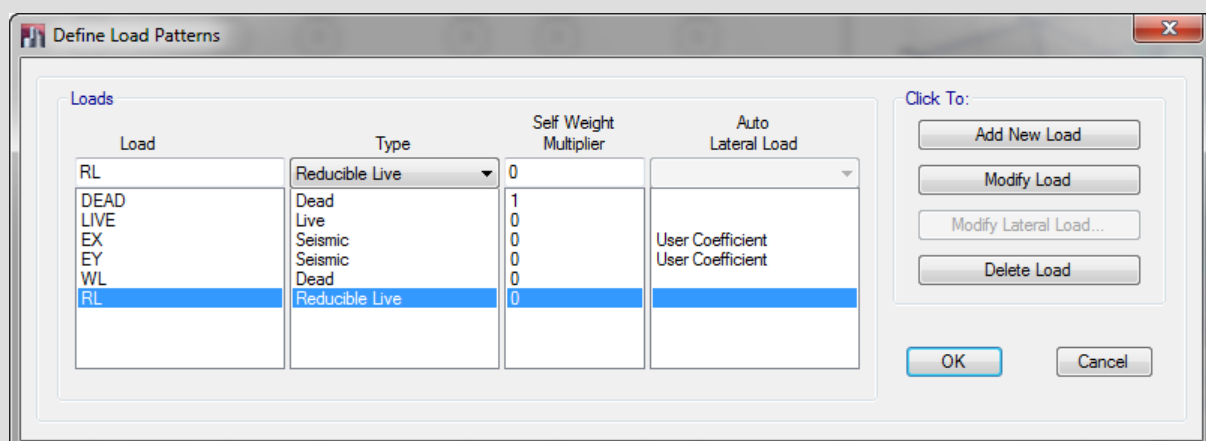 Define Load Patterns
Loads
Click To:
Load
Type
Self Weight
Multiplier
Auto
Lateral Load
RL Reducible Live 0
DEAD Dead 1
LIVE Live 0
EX Seismic 0 User Coefficient
EY Seismic 0 User Coefficient
WL Dead 0
RL Reducible Live 0
Add New Load
Modify Load
Modify Lateral Load...
Delete Load
OK
Cancel